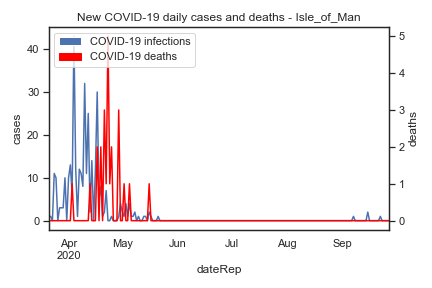 New COVID-19 daily cases and deaths - Isle_of_Man
COVID-19 infections
COVID-19 deaths
cases
40
30
20
10
0
deaths
5
4
3
2
1
0
Apr
2020
May
Jun
Jul
Aug
Sep
dateRep